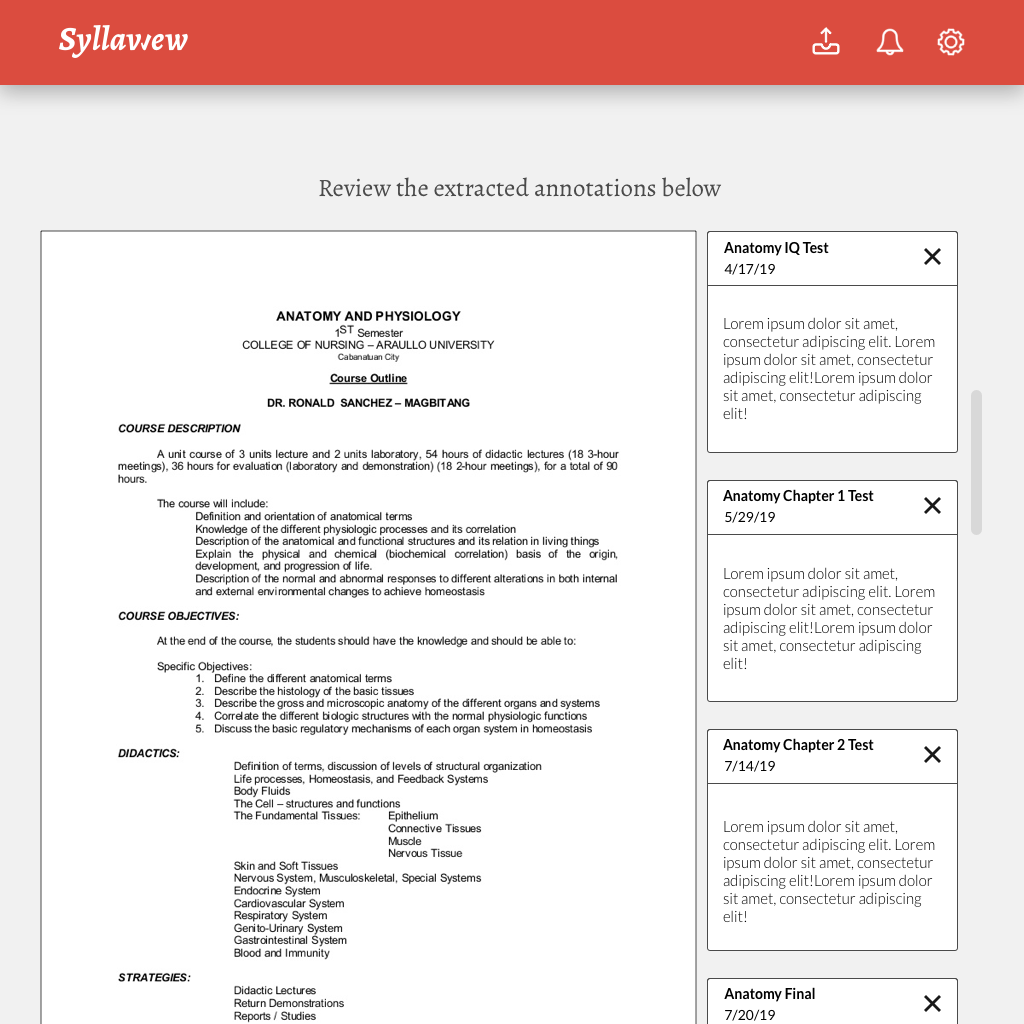 Syllaview
Review the extracted annotations below
ANATOMY AND PHYSIOLOGY
1ST Semester
COLLEGE OF NURSING – ARAULLO UNIVERSITY
Cabanatuan City
Course Outline
DR. RONALD SANCHEZ – MAGBITANG
COURSE DESCRIPTION
A unit course of 3 units lecture and 2 units laboratory, 54 hours of didactic lectures (18 3-hour
meetings), 36 hours for evaluation (laboratory and demonstration) (18 2-hour meetings), for a total of 90
hours.
The course will include:
Definition and orientation of anatomical terms
Knowledge of the different physiologic processes and its correlation
Description of the anatomical and functional structures and its relation in living things
Explain the physical and chemical (biochemical correlation) basis of the origin,
development, and progression of life.
Description of the normal and abnormal responses to different alterations in both internal
and external environmental changes to achieve homeostasis
COURSE OBJECTIVES:
At the end of the course, the students should have the knowledge and should be able to:
Specific Objectives:
1. Define the different anatomical terms
2. Describe the histology of the basic tissues
3. Describe the gross and microscopic anatomy of the different organs and systems
4. Correlate the different biologic structures with the normal physiologic functions
5. Discuss the basic regulatory mechanisms of each organ system in homeostasis
DIDACTICS:
Definition of terms, discussion of levels of structural organization
Life processes, Homeostasis, and Feedback Systems
Body Fluids
The Cell – structures and functions
The Fundamental Tissues: Epithelium
Connective Tissues
Muscle
Nervous Tissue
Skin and Soft Tissues
Nervous System, Musculoskeletal, Special Systems
Endocrine System
Cardiovascular System
Respiratory System
Genito-Urinary System
Gastrointestinal System
Blood and Immunity
STRATEGIES:
Didactic Lectures
Return Demonstrations
Reports / Studies
Anatomy IQ Test
4/17/19
Lorem ipsum dolor sit amet,
consectetur adipiscing elit. Lorem
ipsum dolor sit amet, consectetur
adipiscing elit!Lorem ipsum dolor
sit amet, consectetur adipiscing
elit!
Anatomy Chapter 1 Test
5/29/19
Lorem ipsum dolor sit amet,
consectetur adipiscing elit. Lorem
ipsum dolor sit amet, consectetur
adipiscing elit!Lorem ipsum dolor
sit amet, consectetur adipiscing
elit!
Anatomy Chapter 2 Test
7/14/19
Lorem ipsum dolor sit amet,
consectetur adipiscing elit. Lorem
ipsum dolor sit amet, consectetur
adipiscing elit!Lorem ipsum dolor
sit amet, consectetur adipiscing
elit!
Anatomy Final
7/20/19